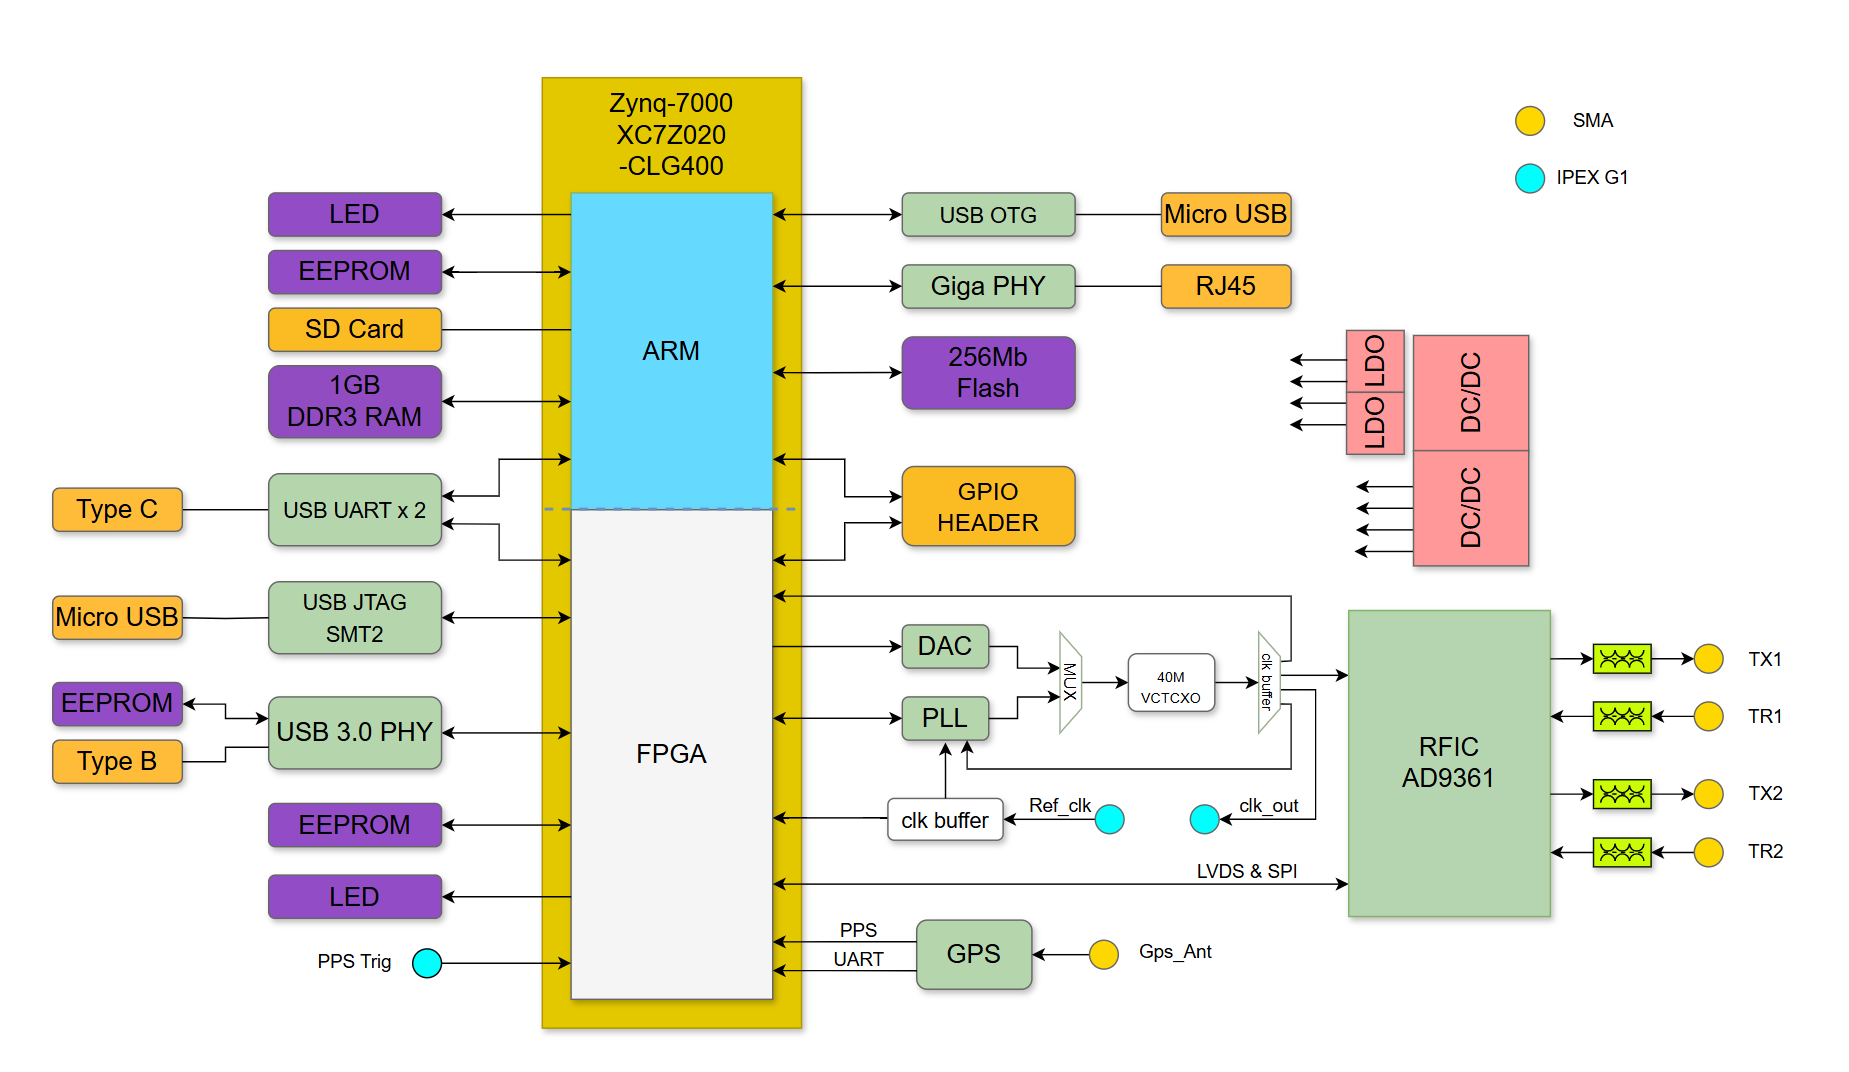 Zynq-7000
XC7Z020
-CLG400
SMA
IPEX G1
LED
EEPROM
SD Card
1GB
DDR3 RAM
ARM
USB OTG
Micro USB
Giga PHY
RJ45
256Mb
Flash
LDO
LDO
DC/DC
DC/DC
Type C
USB UART x 2
GPIO
HEADER
Micro USB
USB JTAG
SMT2
EEPROM
Type B
USB 3.0 PHY
FPGA
DAC
PLL
MUX
40M
VCTCXO
clk buffer
clk buffer
Ref_clk
clk_out
RFIC
AD9361
TX1
TR1
TX2
TR2
EEPROM
LED
PPS Trig
LVDS & SPI
PPS
UART
GPS
Gps_Ant